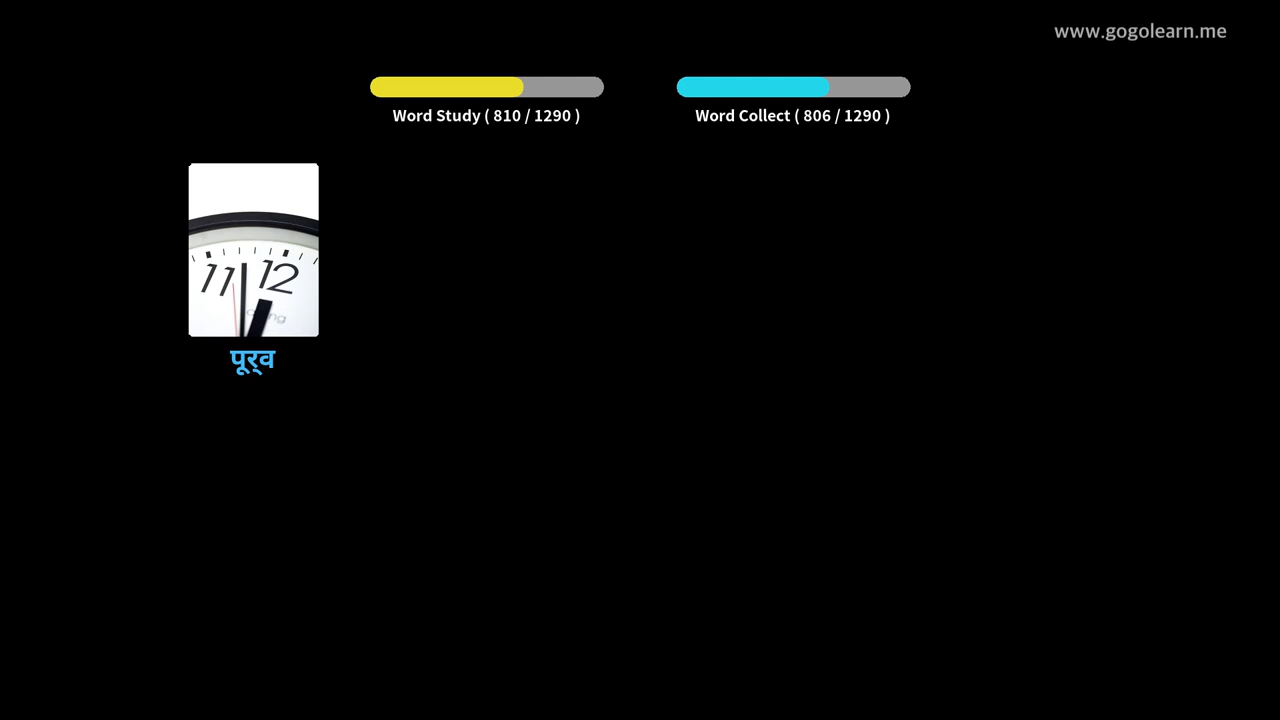 www.gogolearn.me
Word Study ( 810 / 1290 )
Word Collect ( 806 / 1290 )
11 12
पूर्व